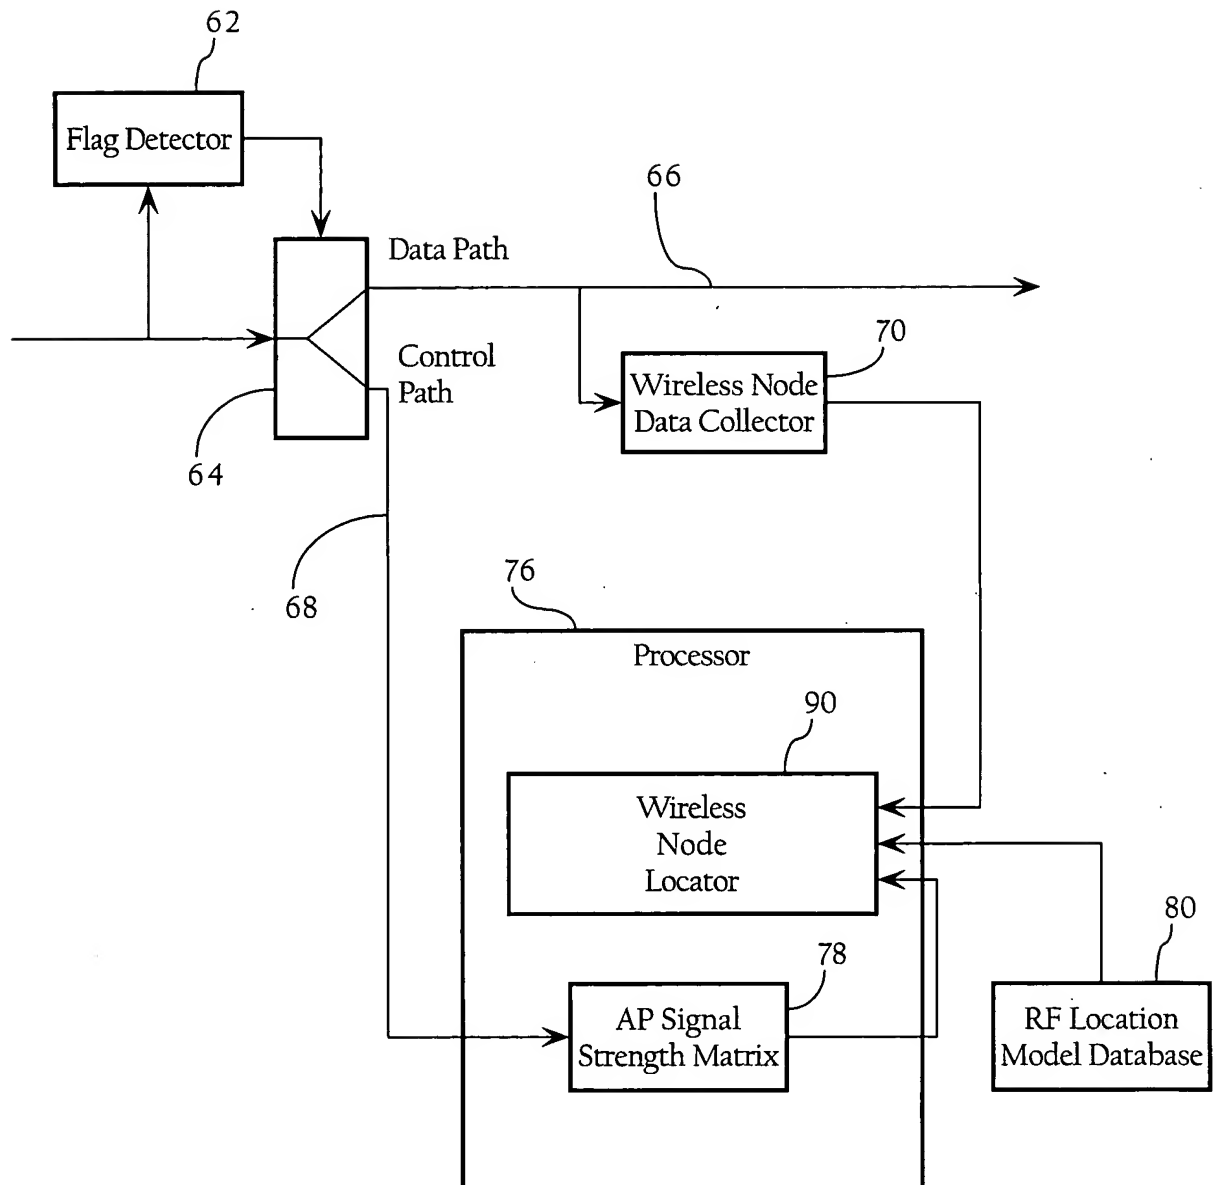 62
Flag Detector
66
Data Path
70
Control
Path
Wireless Node
Data Collector
64
68
76
Processor
90
Wireless
Node
Locator
80
78
AP Signal
Strength Matrix
RF Location
Model Database